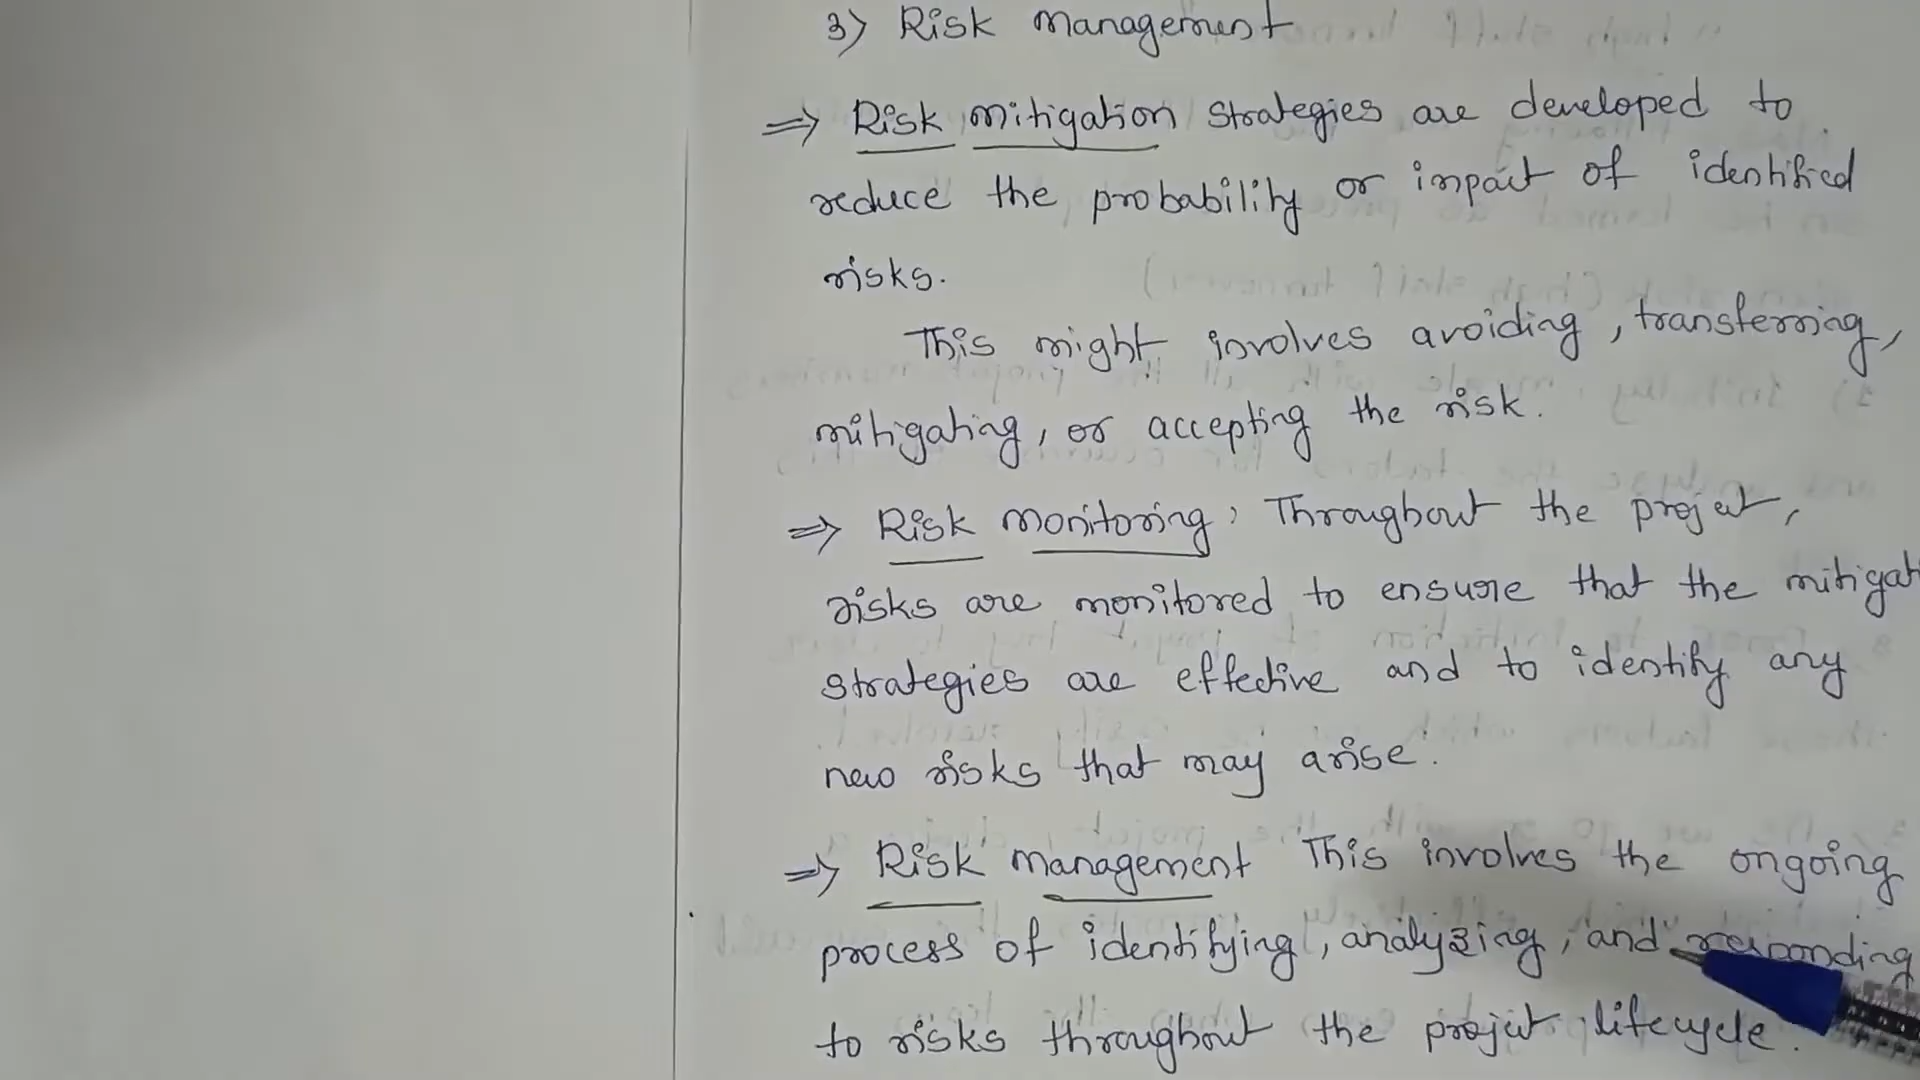 3) Risk management
⇒ Risk mitigation strategies are developed to
reduce the probability or impact of identified
risks.
This might involves avoiding, transferring,
mitigating, or accepting the risk.
⇒ Risk monitoring: Throughout the project,
risks are monitored to ensure that the mitigat
strategies are effective and to identify any
new risks that may arise.
⇒ Risk management This involves the ongoing
process of identifying, analyzing, and responding
to risks throughout the project lifecycle.